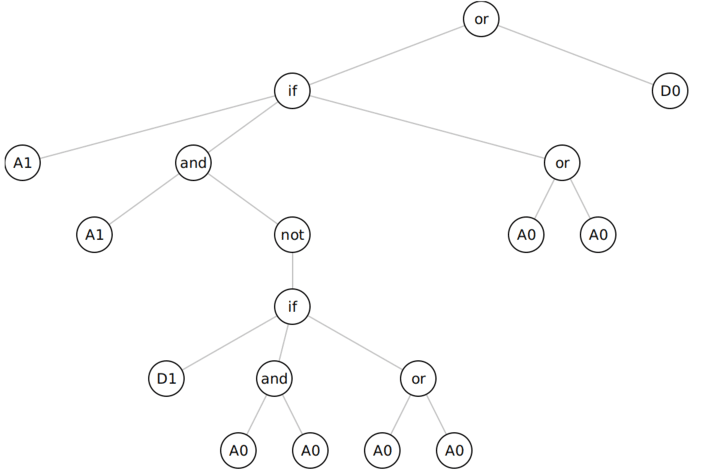 or
if D0
A1 and or
A1 not A0 A0
if
D1 and or
A0 A0 A0 A0